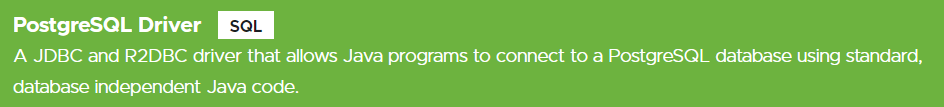 PostgreSQL Driver SQL
A JDBC and R2DBC driver that allows Java programs to connect to a PostgreSQL database using standard,
database independent Java code.